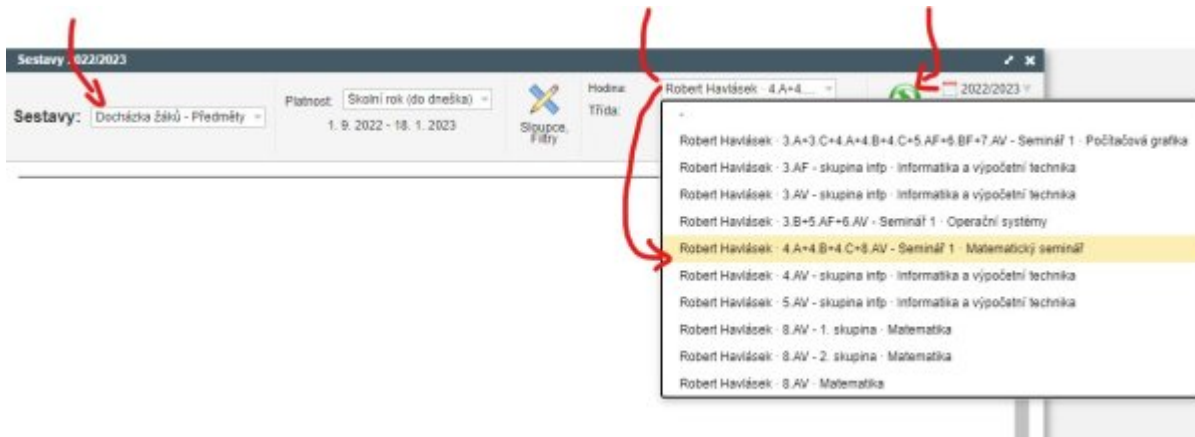 Sestavy 2022/2023
Sestavy: Docházka žáků - Předměty
Platnost: Školní rok (do dneška)
1. 9. 2022 - 18. 1. 2023
Sloupce,
Filtry
Hodina: Robert Havlásek · 4.A+4....
Třída:
2022/2023
-
Robert Havlásek · 3.A+3.C+4.A+4.B+4.C+5.AF+6.BF+7.AV - Seminář 1 · Počítačová grafika
Robert Havlásek · 3.AF - skupina infp · Informatika a výpočetní technika
Robert Havlásek · 3.AV - skupina infp · Informatika a výpočetní technika
Robert Havlásek · 3.B+5.AF+6.AV - Seminář 1 · Operační systémy
Robert Havlásek · 4.A+4.B+4.C+8.AV - Seminář 1 · Matematický seminář
Robert Havlásek · 4.AV - skupina infp · Informatika a výpočetní technika
Robert Havlásek · 5.AV - skupina infp · Informatika a výpočetní technika
Robert Havlásek · 8.AV - 1. skupina · Matematika
Robert Havlásek · 8.AV - 2. skupina · Matematika
Robert Havlásek · 8.AV · Matematika